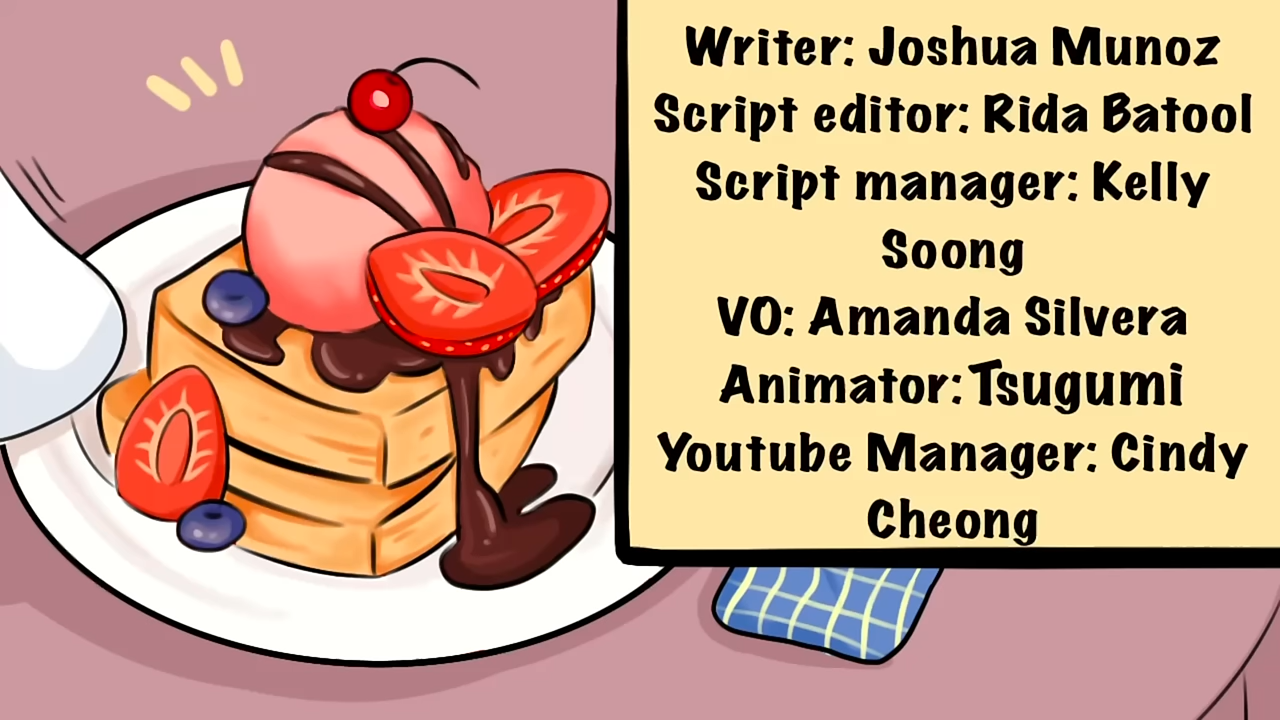 Writer: Joshua Munoz
Script editor: Rida Batool
Script manager: Kelly
Soong
VO: Amanda Silvera
Animator: Tsugumi
Youtube Manager: Cindy
Cheong